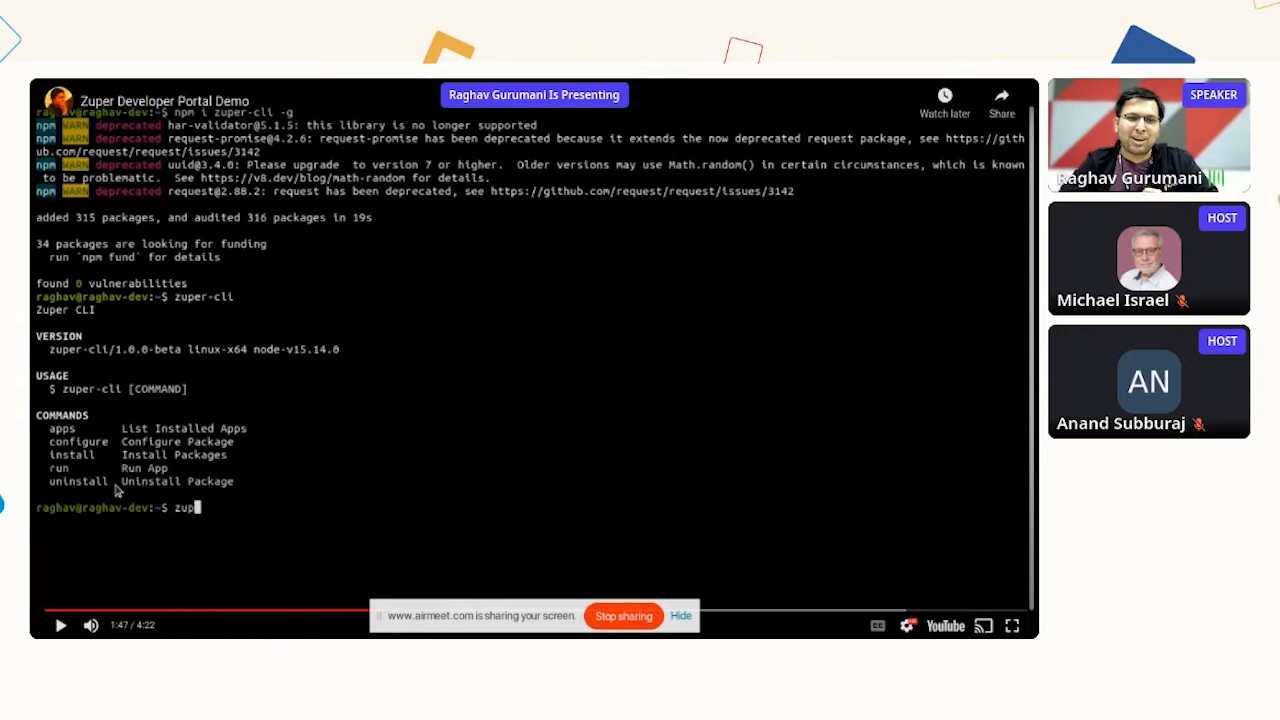 Zuper Developer Portal Demo
Raghav Gurumani Is Presenting
Watch later
Share
raghav@raghav-dev:~$ npm i zuper-cli -g
npm WARN deprecated har-validator@5.1.5: this library is no longer supported
npm WARN deprecated request-promise@4.2.6: request-promise has been deprecated because it extends the now deprecated request package, see https://gith
ub.com/request/request/issues/3142
npm WARN deprecated uuid@3.4.0: Please upgrade  to version 7 or higher.  Older versions may use Math.random() in certain circumstances, which is known
 to be problematic.  See https://v8.dev/blog/math-random for details.
npm WARN deprecated request@2.88.2: request has been deprecated, see https://github.com/request/request/issues/3142
added 315 packages, and audited 316 packages in 19s
34 packages are looking for funding
  run `npm fund` for details
found 0 vulnerabilities
raghav@raghav-dev:~$ zuper-cli
Zuper CLI
VERSION
  zuper-cli/1.0.0-beta linux-x64 node-v15.14.0
USAGE
  $ zuper-cli [COMMAND]
COMMANDS
  apps       List Installed Apps
  configure  Configure Package
  install    Install Packages
  run        Run App
  uninstall  Uninstall Package
raghav@raghav-dev:~$ zup
www.airmeet.com is sharing your screen.
Stop sharing
Hide
1:47 / 4:22
CC
YouTube
SPEAKER
Raghav Gurumani
HOST
Michael Israel
HOST
AN
Anand Subburaj